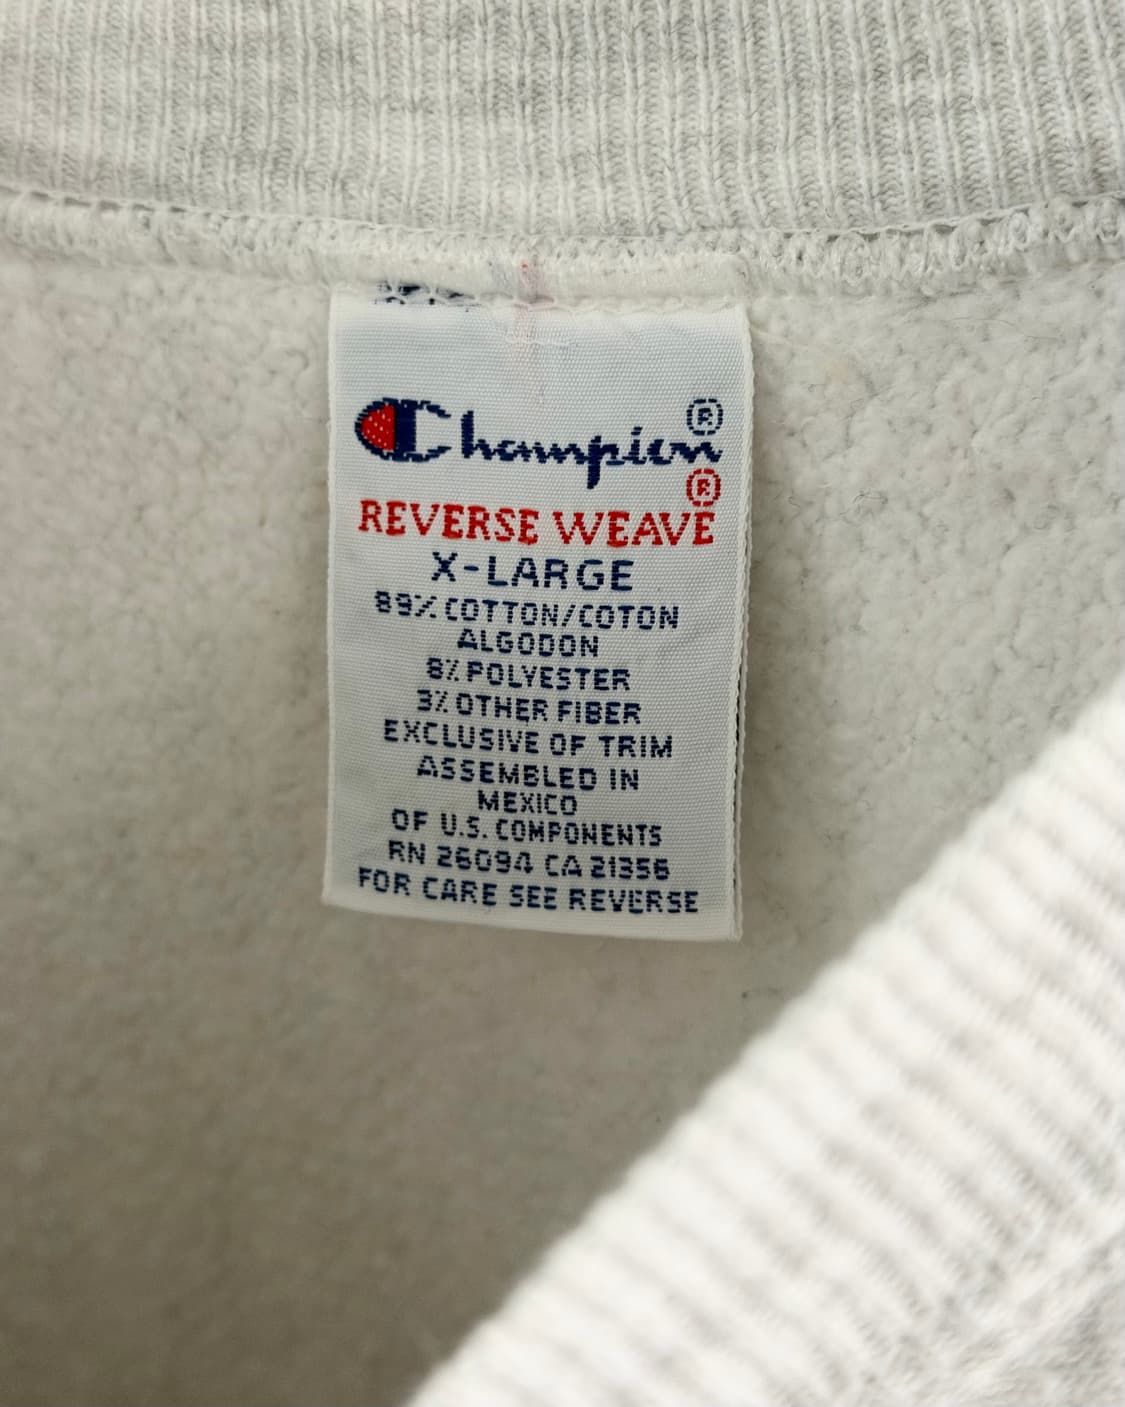 Champion®
®
REVERSE WEAVE
X-LARGE
89% COTTON/COTON
ALGODON
8% POLYESTER
3% OTHER FIBER
EXCLUSIVE OF TRIM
ASSEMBLED IN
MEXICO
OF U.S. COMPONENTS
RN 26094 CA 21356
FOR CARE SEE REVERSE